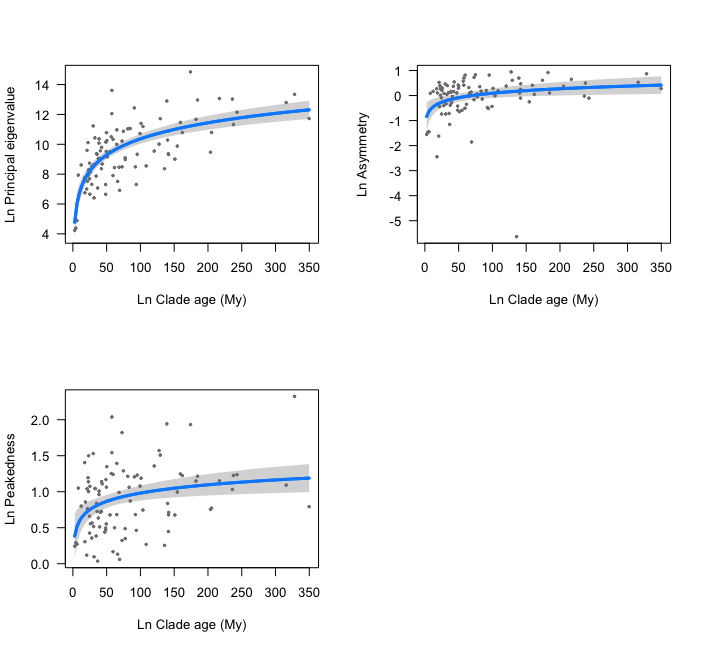 Ln Principal eigenvalue
14
12
10
8
6
4
0 50 100 150 200 250 300 350
Ln Clade age (My)
Ln Asymmetry
1
0
-1
-2
-3
-4
-5
0 50 100 150 200 250 300 350
Ln Clade age (My)
Ln Peakedness
2.0
1.5
1.0
0.5
0.0
0 50 100 150 200 250 300 350
Ln Clade age (My)